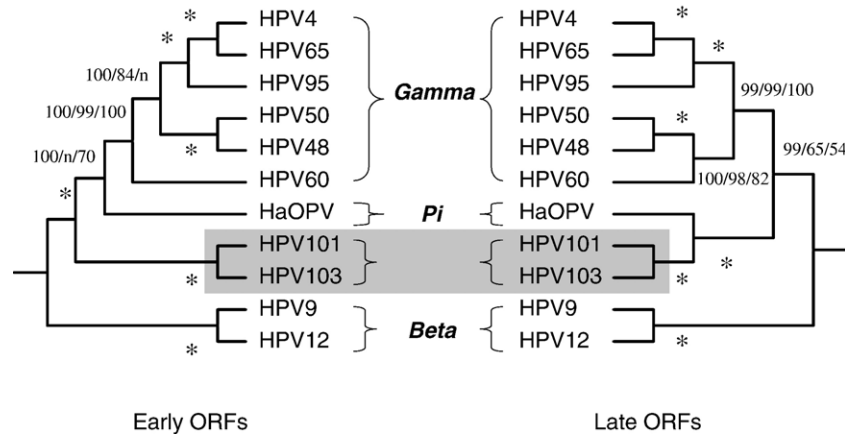 * HPV4 HPV4 *
* HPV65 HPV65 *
100/84/n HPV95 Gamma HPV95 99/99/100
100/99/100 HPV50 HPV50 *
* HPV48 HPV48 99/65/54
100/n/70 HPV60 HPV60 100/98/82
* HaOPV Pi HaOPV
HPV101 HPV101 *
* HPV103 HPV103 *
HPV9 Beta HPV9
* HPV12 HPV12 *
Early ORFs Late ORFs